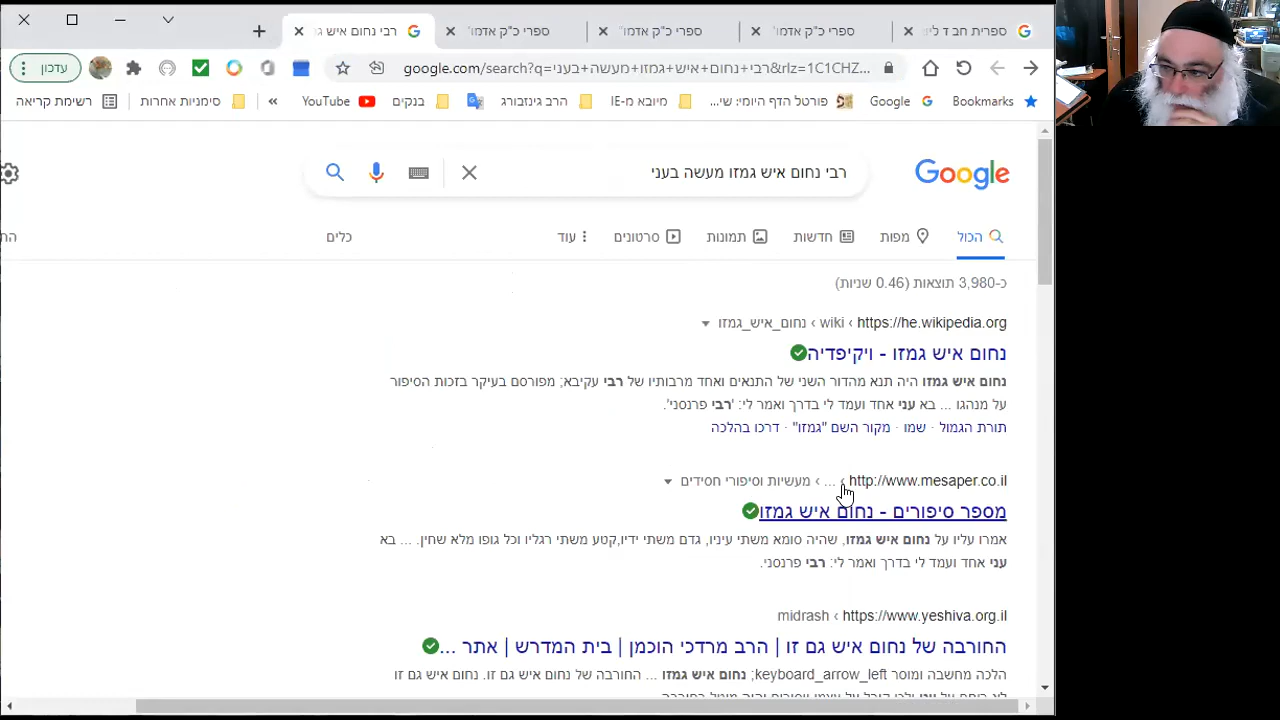 ספרית חב ד ליפ
ספרי כ"ק אדמו"
ספרי כ"ק אדמו"
ספרי כ"ק אדמו"
רבי נחום איש גמ
google.com/search?q=רבי+נחום+איש+גמזו+מעשה+בעני&rlz=1C1CHZ...
עדכון
Bookmarks
Google
פורטל הדף היומי: שי...
מיובא מ-IE
הרב גינזבורג
בנקים
YouTube
»
סימניות אחרות
רשימת קריאה
Google
רבי נחום איש גמזו מעשה בעני
הכול
מפות
חדשות
תמונות
סרטונים
עוד
כלים
הת
כ-3,980 תוצאות (0.46 שניות)
https://he.wikipedia.org › wiki › נחום_איש_גמזו
נחום איש גמזו - ויקיפדיה
נחום איש גמזו היה תנא מהדור השני של התנאים ואחד מרבותיו של רבי עקיבא; מפורסם בעיקר בזכות הסיפור
על מנהגו ... בא עני אחד ועמד לי בדרך ואמר לי: 'רבי פרנסני'.
תורת הגמול · שמו · מקור השם "גמזו" · דרכו בהלכה
http://www.mesaper.co.il › ... › מעשיות וסיפורי חסידים
מספר סיפורים - נחום איש גמזו
אמרו עליו על נחום איש גמזו, שהיה סומא משתי עיניו, גדם משתי ידיו,קטע משתי רגליו וכל גופו מלא שחין. ... בא
עני אחד ועמד לי בדרך ואמר לי: רבי פרנסני.
https://www.yeshiva.org.il › midrash
החורבה של נחום איש גם זו | הרב מרדכי הוכמן | בית המדרש | אתר ...
הלכה מחשבה ומוסר keyboard_arrow_left; נחום איש גמזו ... החורבה של נחום איש גם זו. נחום איש גם זו